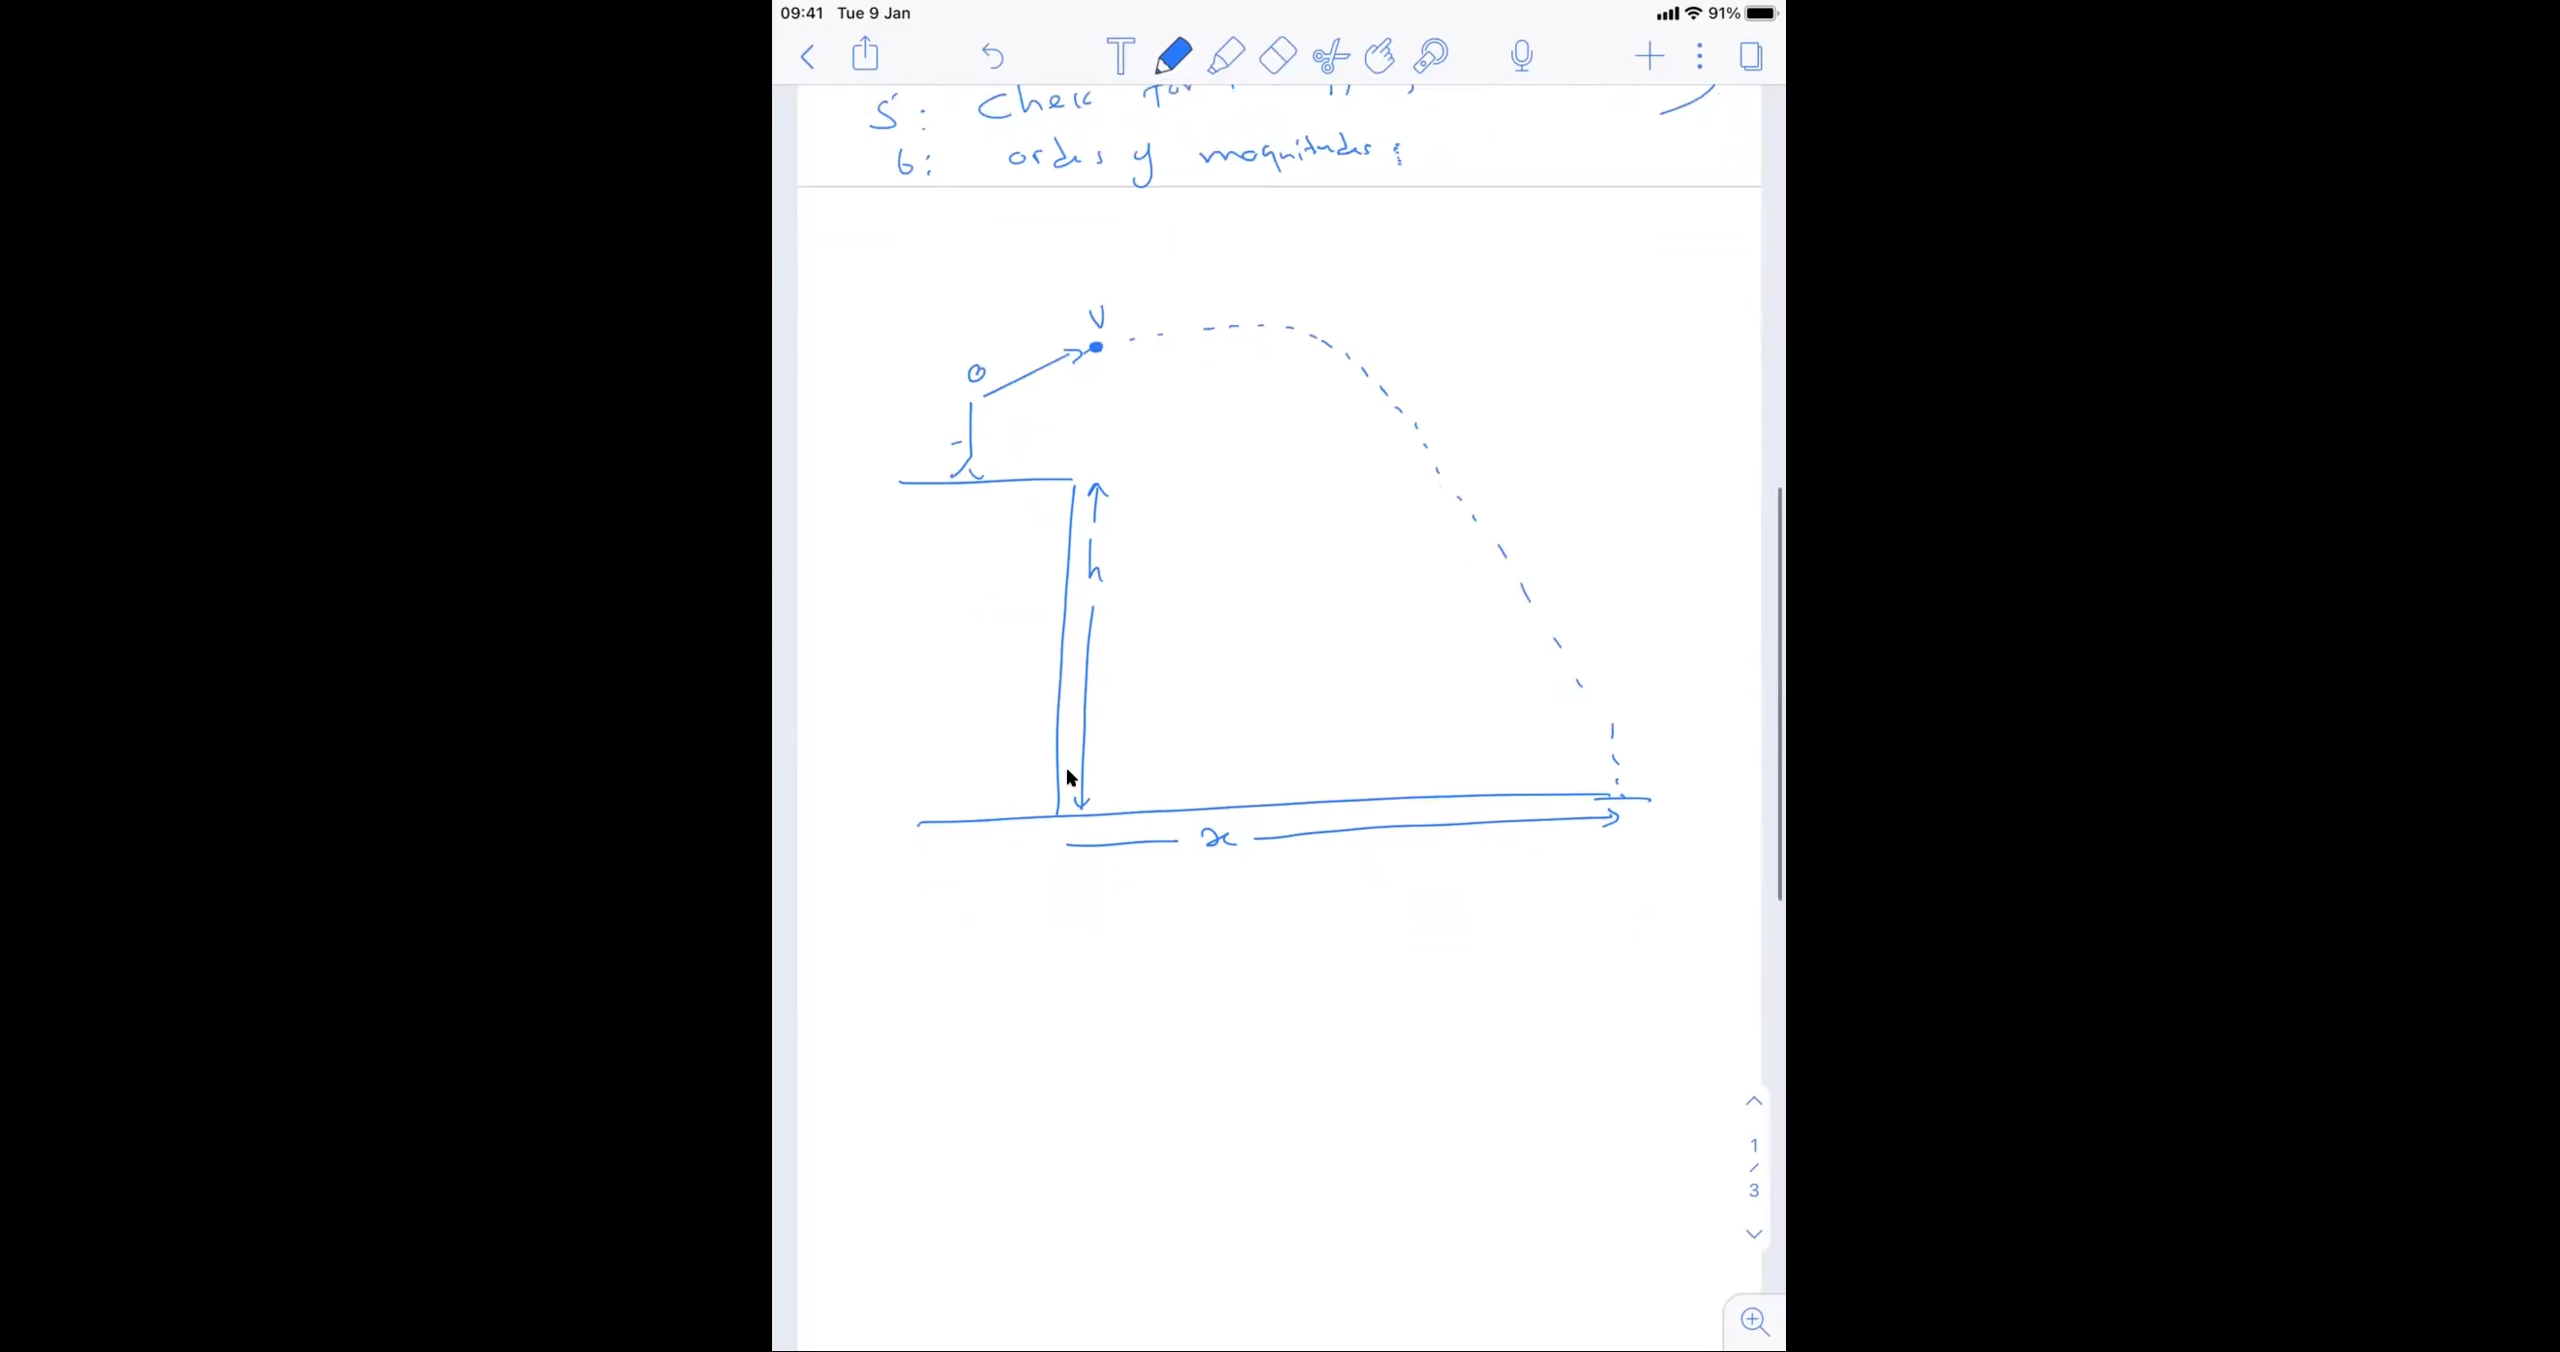 09:41 Tue 9 Jan 91%
5: Check
6: orders of magnitudes:
V
h
x
1
/
3